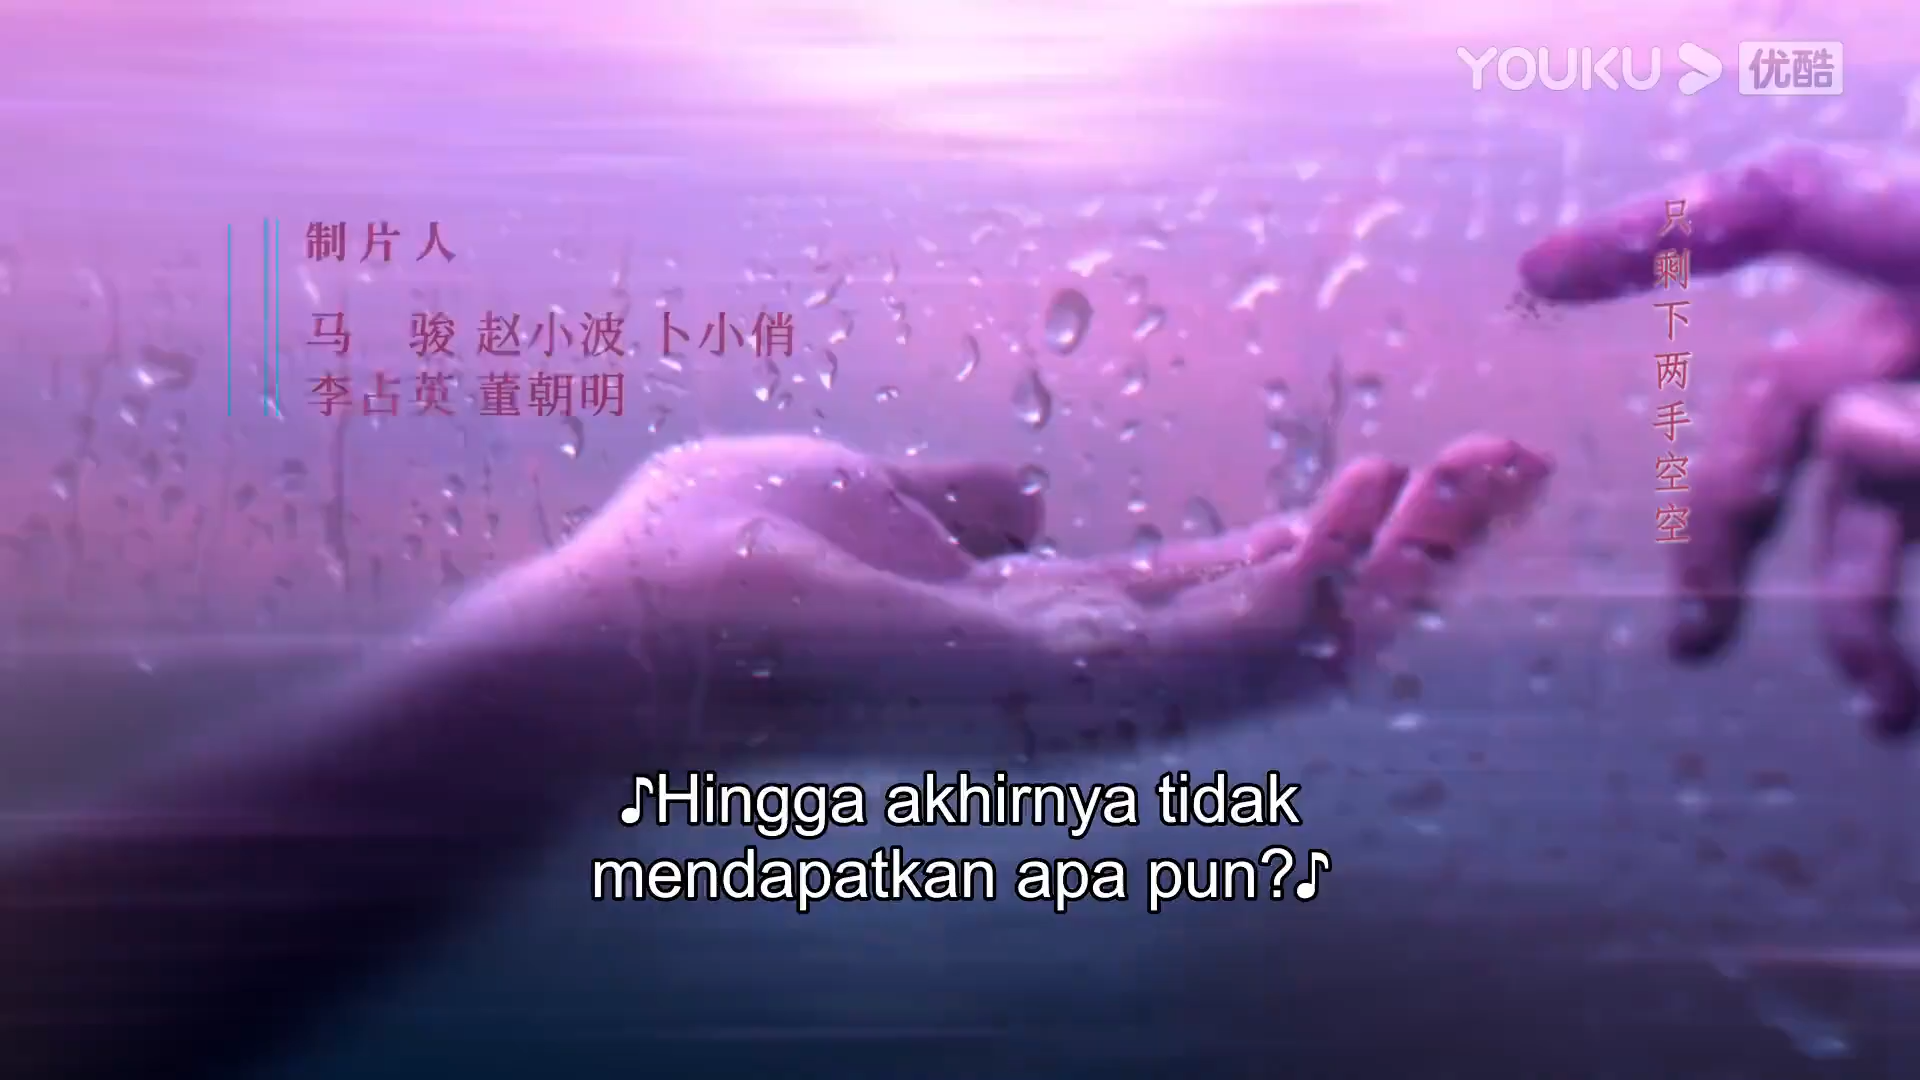 YOUKU 优酷
制片人
马 骏 赵小波 卜小俏
李占英 董朝明
只剩下两手空空
♪Hingga akhirnya tidak
mendapatkan apa pun?♪